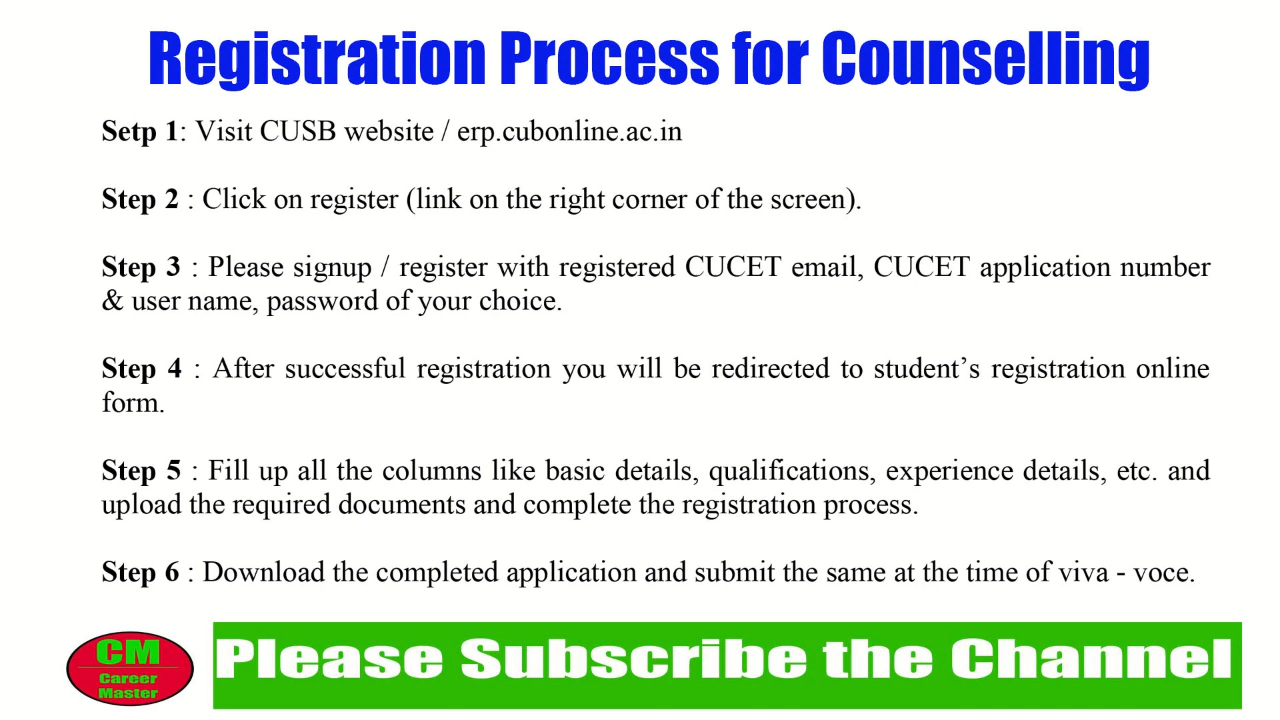 Registration Process for Counselling
Setp 1: Visit CUSB website / erp.cubonline.ac.in
Step 2 : Click on register (link on the right corner of the screen).
Step 3 : Please signup / register with registered CUCET email, CUCET application number
& user name, password of your choice.
Step 4 : After successful registration you will be redirected to student’s registration online
form.
Step 5 : Fill up all the columns like basic details, qualifications, experience details, etc. and
upload the required documents and complete the registration process.
Step 6 : Download the completed application and submit the same at the time of viva - voce.
CM
Career
Master
Please Subscribe the Channel